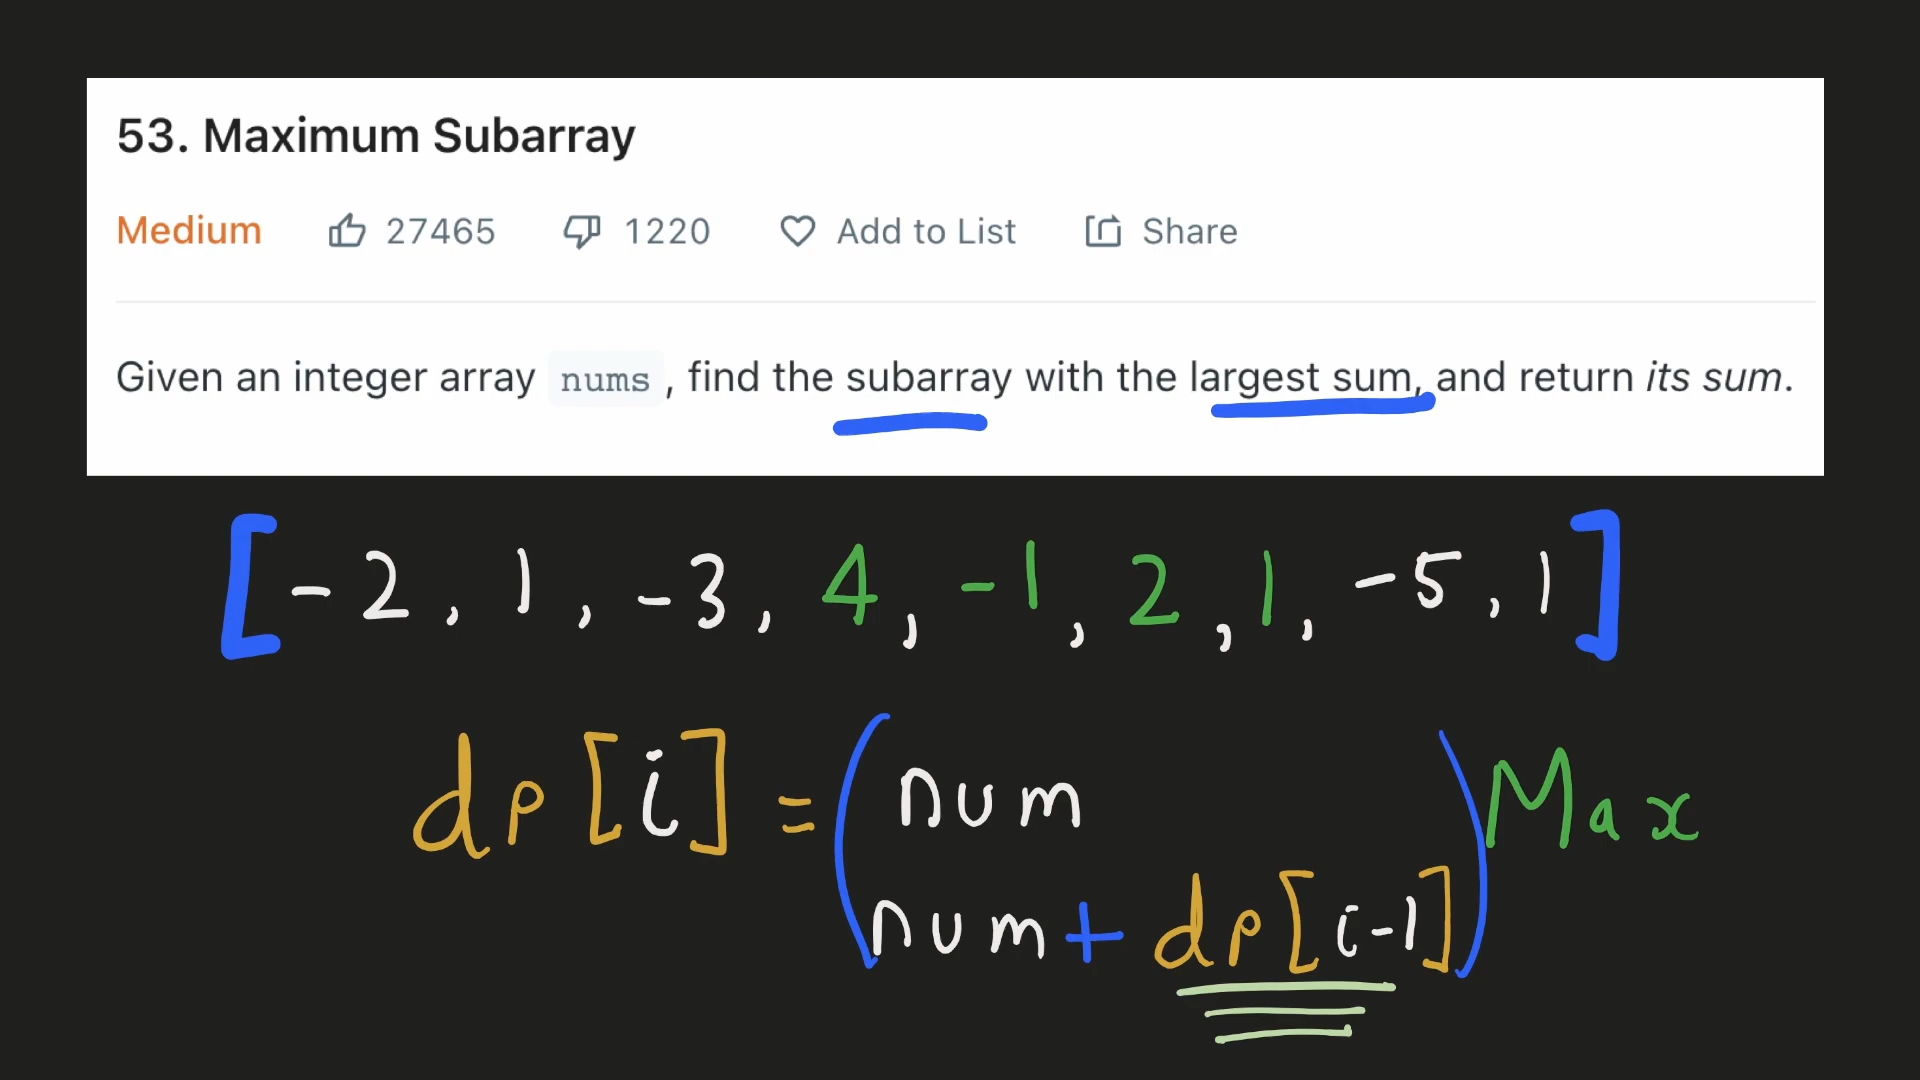 53. Maximum Subarray
Medium 27465 1220 Add to List Share
Given an integer array nums, find the subarray with the largest sum, and return its sum.
[-2, 1, -3, 4, -1, 2, 1, -5, 1]
dp[i] = (num
num + dp[i-1]) Max